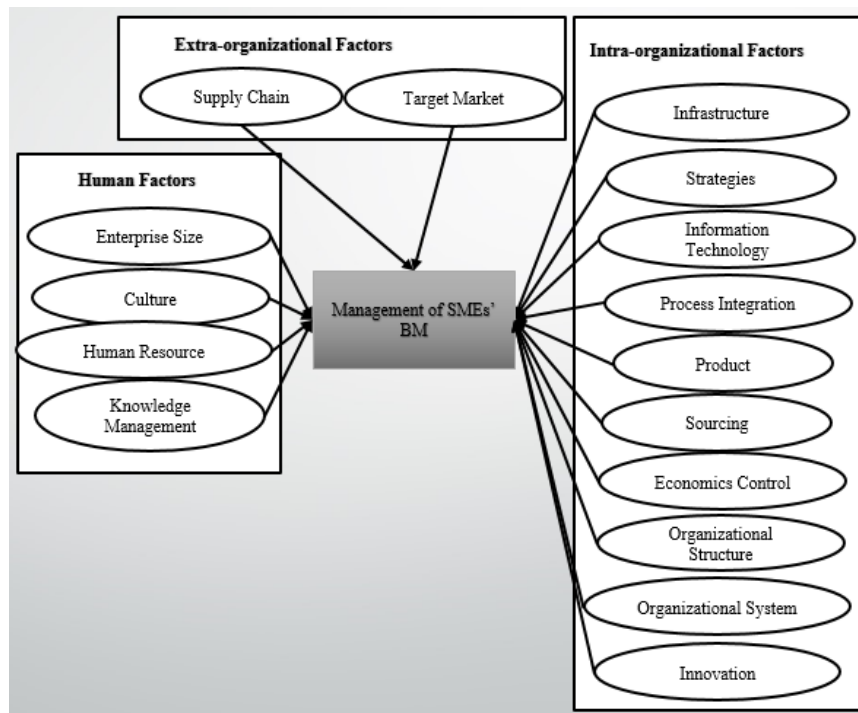 Extra-organizational Factors
Supply Chain
Target Market
Human Factors
Enterprise Size
Culture
Human Resource
Knowledge
Management
Management of SMEs’
BM
Intra-organizational Factors
Infrastructure
Strategies
Information
Technology
Process Integration
Product
Sourcing
Economics Control
Organizational
Structure
Organizational System
Innovation